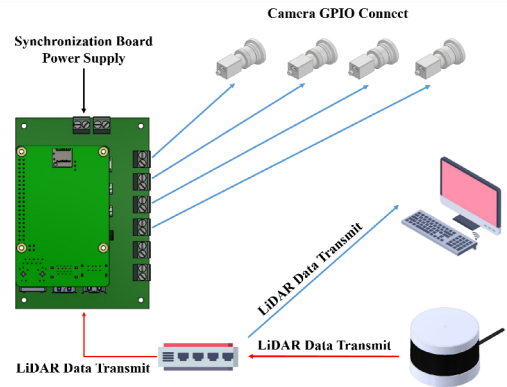 Camera GPIO Connect
Synchronization Board
Power Supply
LiDAR Data Transmit
LiDAR Data Transmit
LiDAR Data Transmit